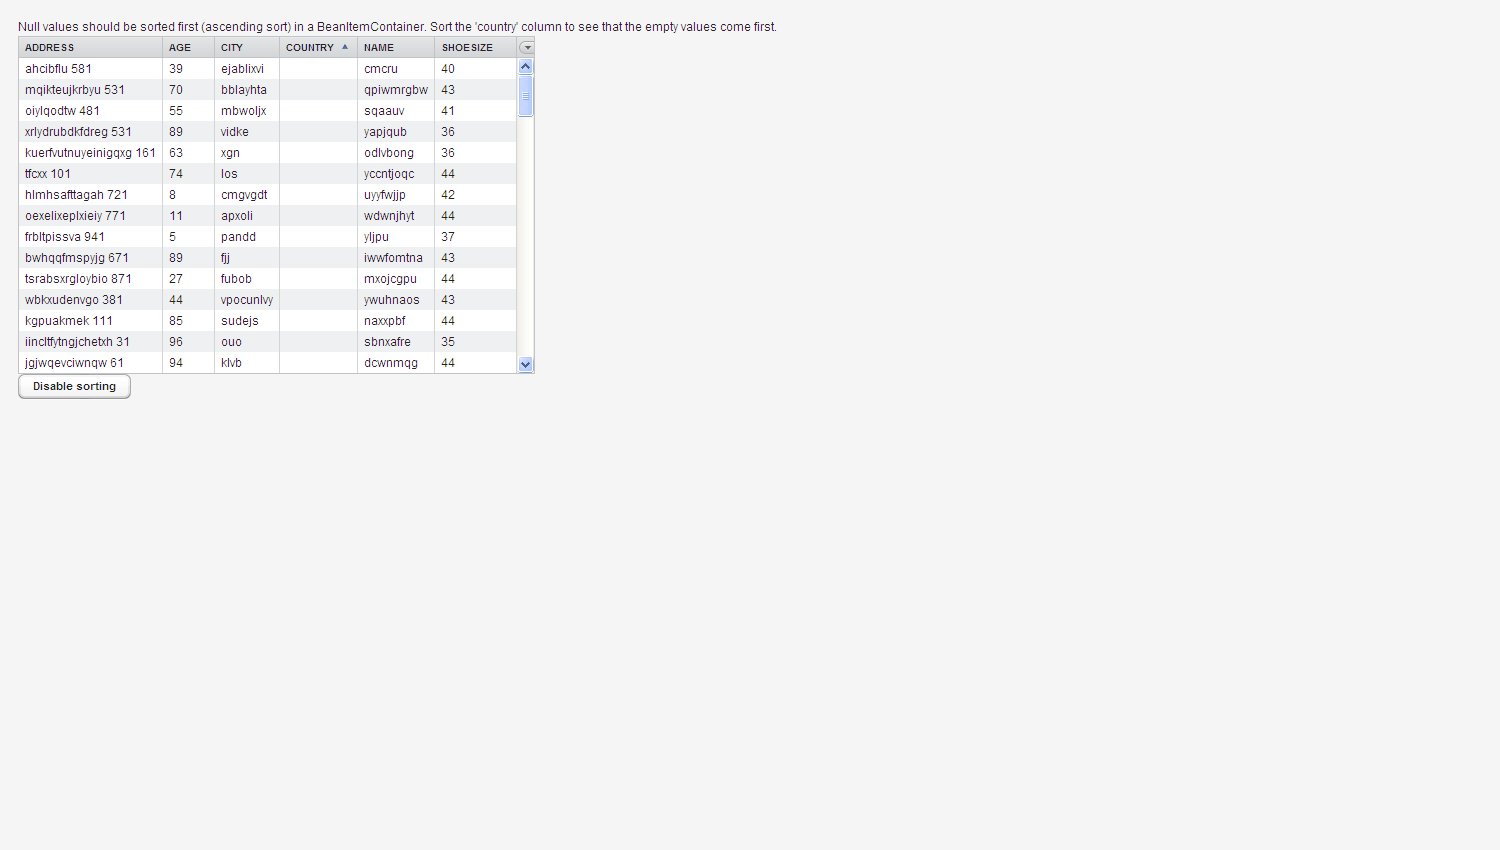 Null values should be sorted first (ascending sort) in a BeanItemContainer. Sort the 'country' column to see that the empty values come first.
ADDRESS AGE CITY COUNTRY NAME SHOESIZE
ahcibflu 581 39 ejablixvi cmcru 40
mqikteujkrbyu 531 70 bblayhta qpiwmrgbw 43
oiylqodtw 481 55 mbwoljx sqaauv 41
xrlydrubdkfdreg 531 89 vidke yapjqub 36
kuerfvutnuyeinigqxg 161 63 xgn odlvbong 36
tfcxx 101 74 los yccntjoqc 44
hlmhsafttagah 721 8 cmgvgdt uyyfwjjp 42
oexelixeplxieiy 771 11 apxoli wdwnjhyt 44
frbltpissva 941 5 pandd yljpu 37
bwhqqfmspyjg 671 89 fjj iwwfomtna 43
tsrabsxrgloybio 871 27 fubob mxojcgpu 44
wbkxudenvgo 381 44 vpocunlvy ywuhnaos 43
kgpuakmek 111 85 sudejs naxxpbf 44
iincltfytngjchetxh 31 96 ouo sbnxafre 35
jgjwqevciwnqw 61 94 klvb dcwnmqg 44
Disable sorting